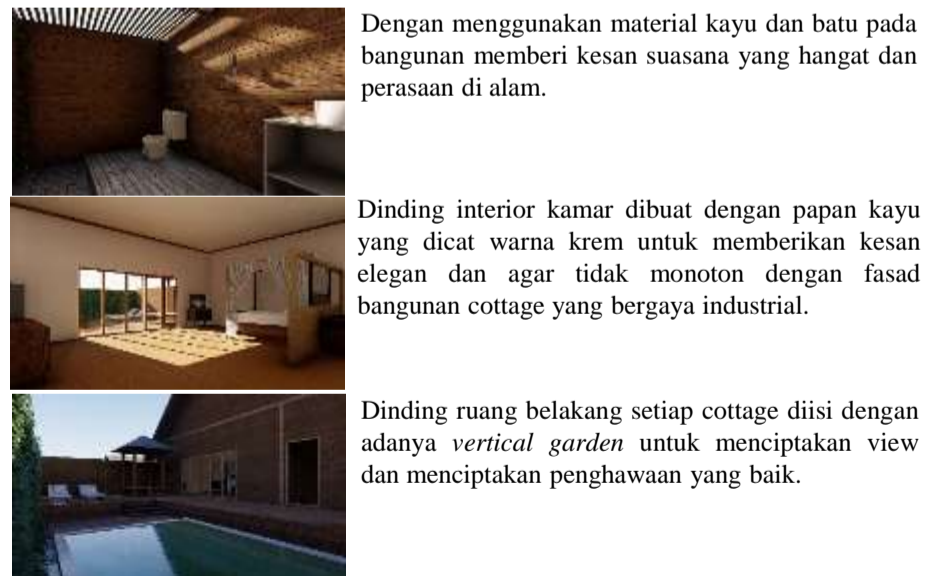 Dengan menggunakan material kayu dan batu pada
bangunan memberi kesan suasana yang hangat dan
perasaan di alam.
Dinding interior kamar dibuat dengan papan kayu
yang dicat warna krem untuk memberikan kesan
elegan dan agar tidak monoton dengan fasad
bangunan cottage yang bergaya industrial.
Dinding ruang belakang setiap cottage diisi dengan
adanya vertical garden untuk menciptakan view
dan menciptakan penghawaan yang baik.